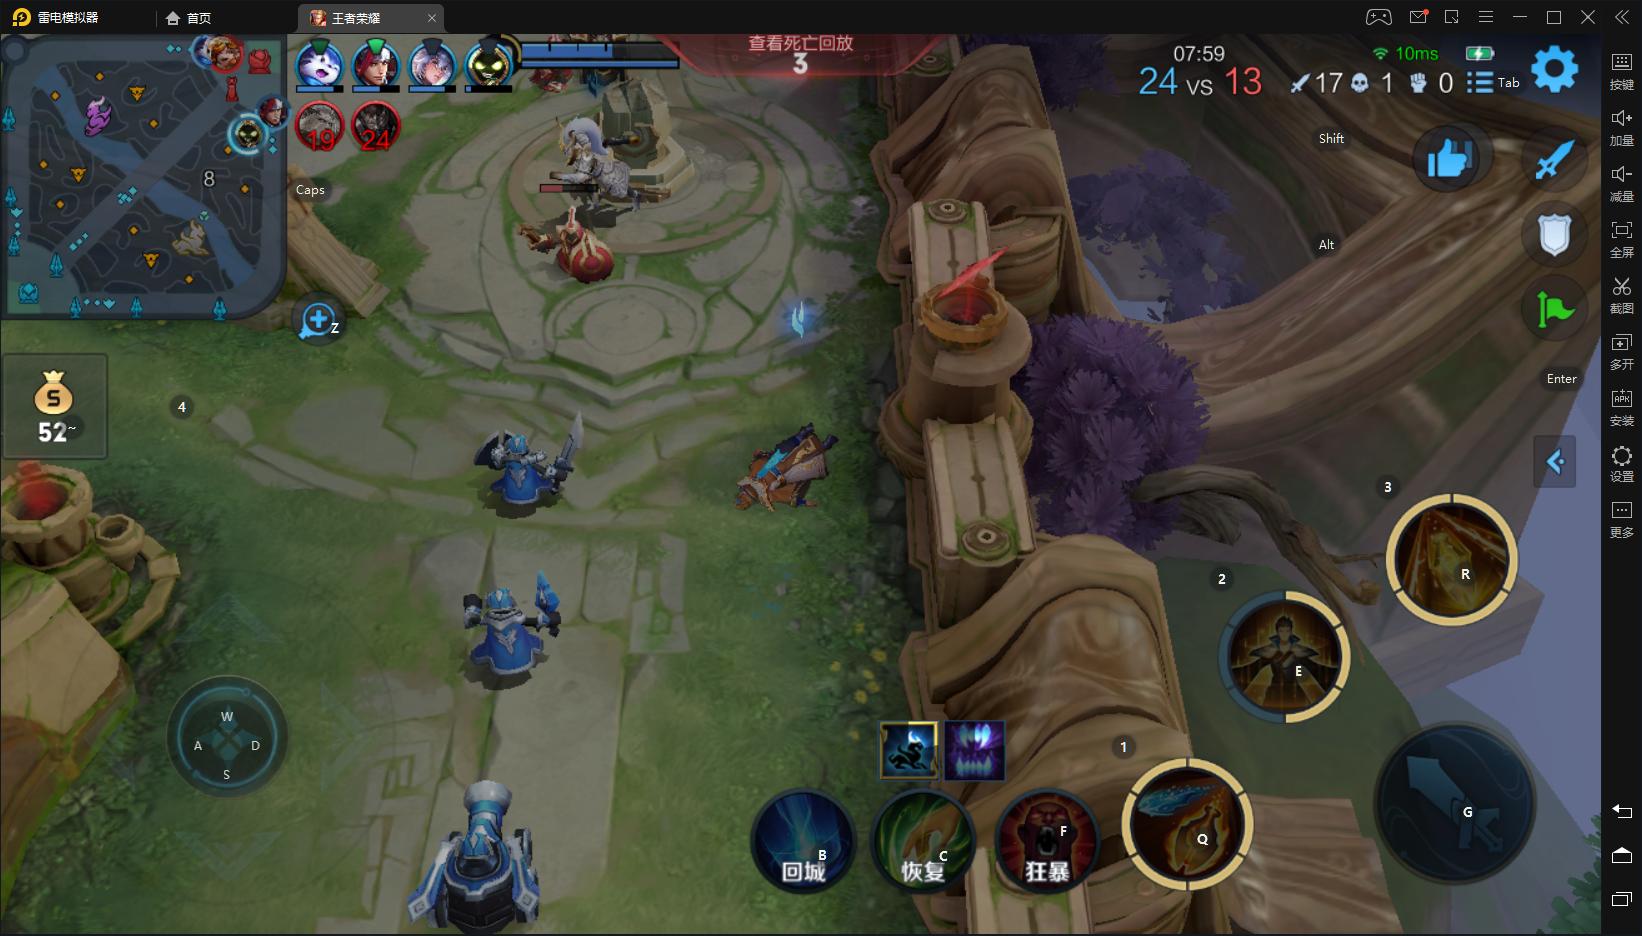 雷电模拟器
首页
王者荣耀
查看死亡回放
3
07:59
10ms
24 vs 13
17 1 0
Tab
19
24
8
Caps
Shift
Alt
Enter
Z
52~
4
W
A D
S
3
R
2
E
1
Q
G
回城 B
恢复 C
狂暴 F
按键
加量
减量
全屏
截图
多开
APK
安装
设置
更多